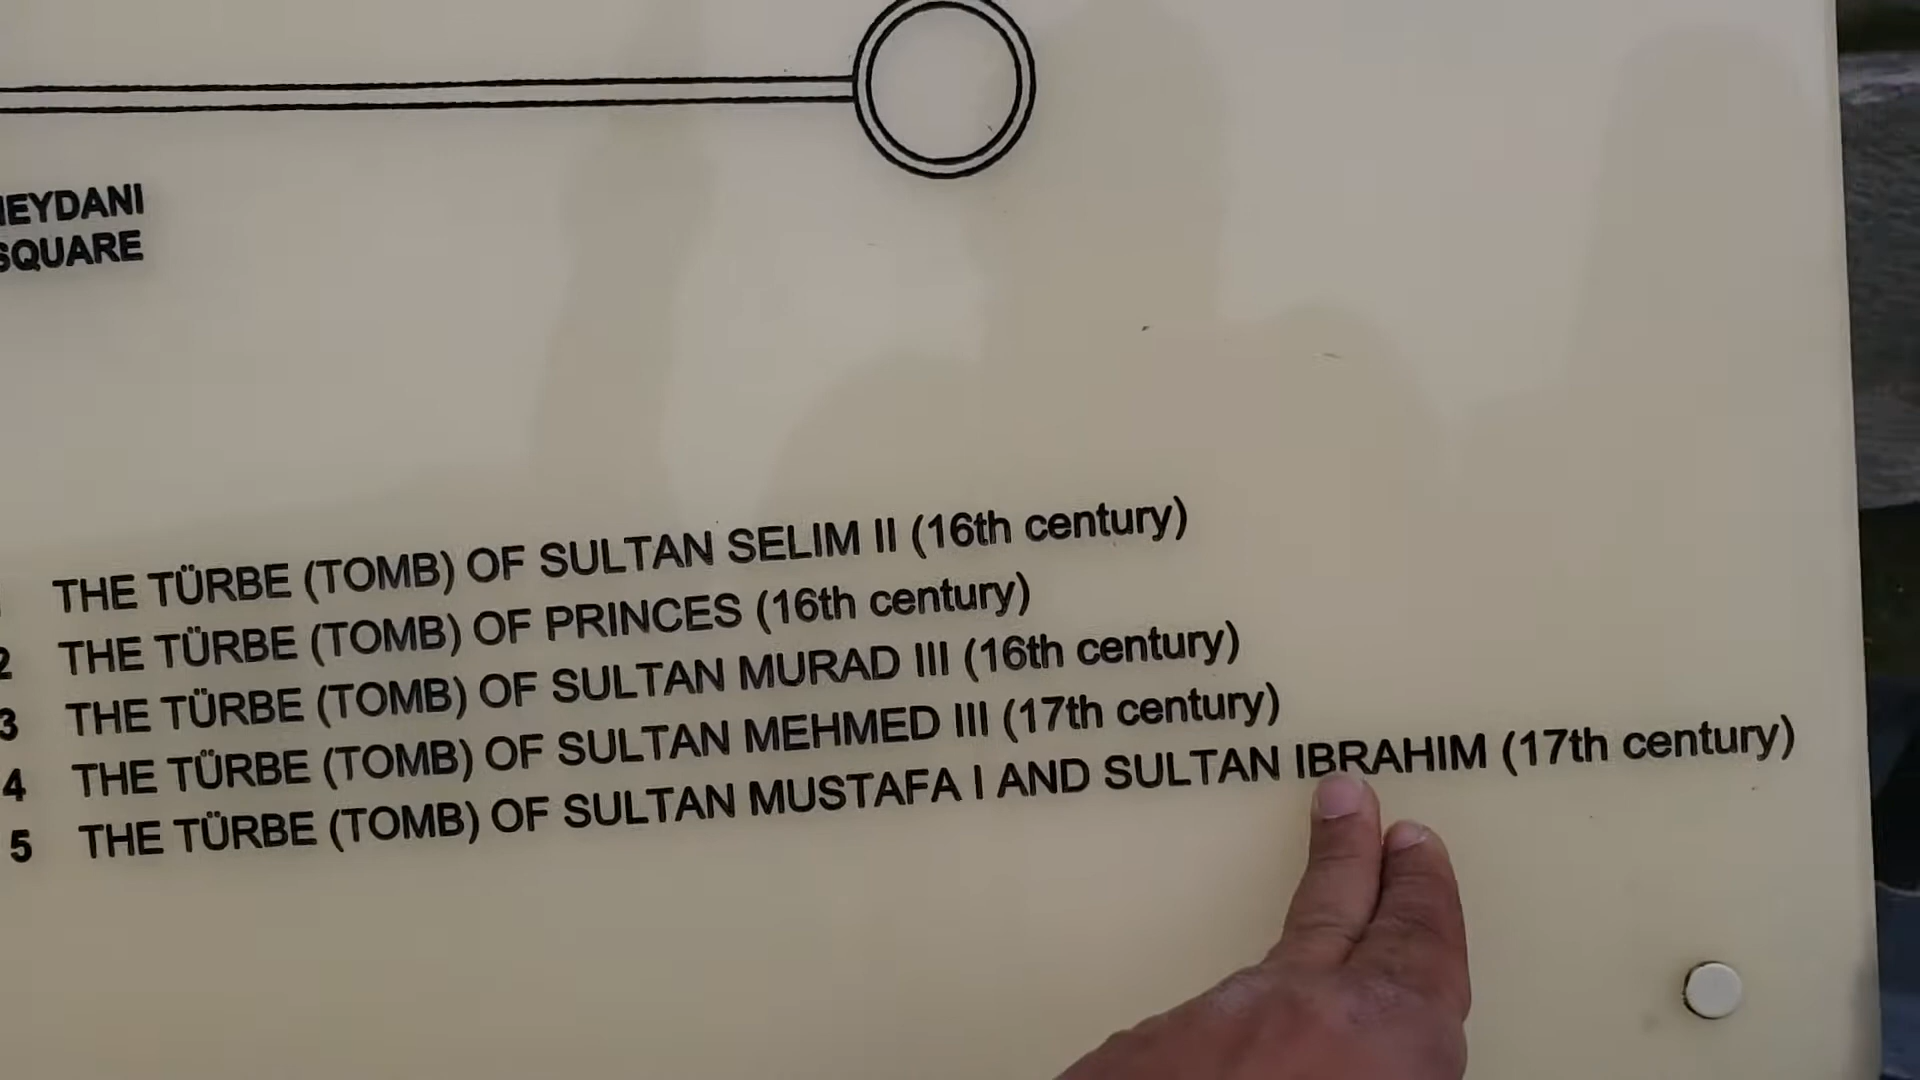 SQUARE
THE TÜRBE (TOMB) OF SULTAN SELIM II (16th century)
2 THE TÜRBE (TOMB) OF PRINCES (16th century)
3 THE TÜRBE (TOMB) OF SULTAN MURAD III (16th century)
4 THE TÜRBE (TOMB) OF SULTAN MEHMED III (17th century)
5 THE TÜRBE (TOMB) OF SULTAN MUSTAFA I AND SULTAN IBRAHIM (17th century)